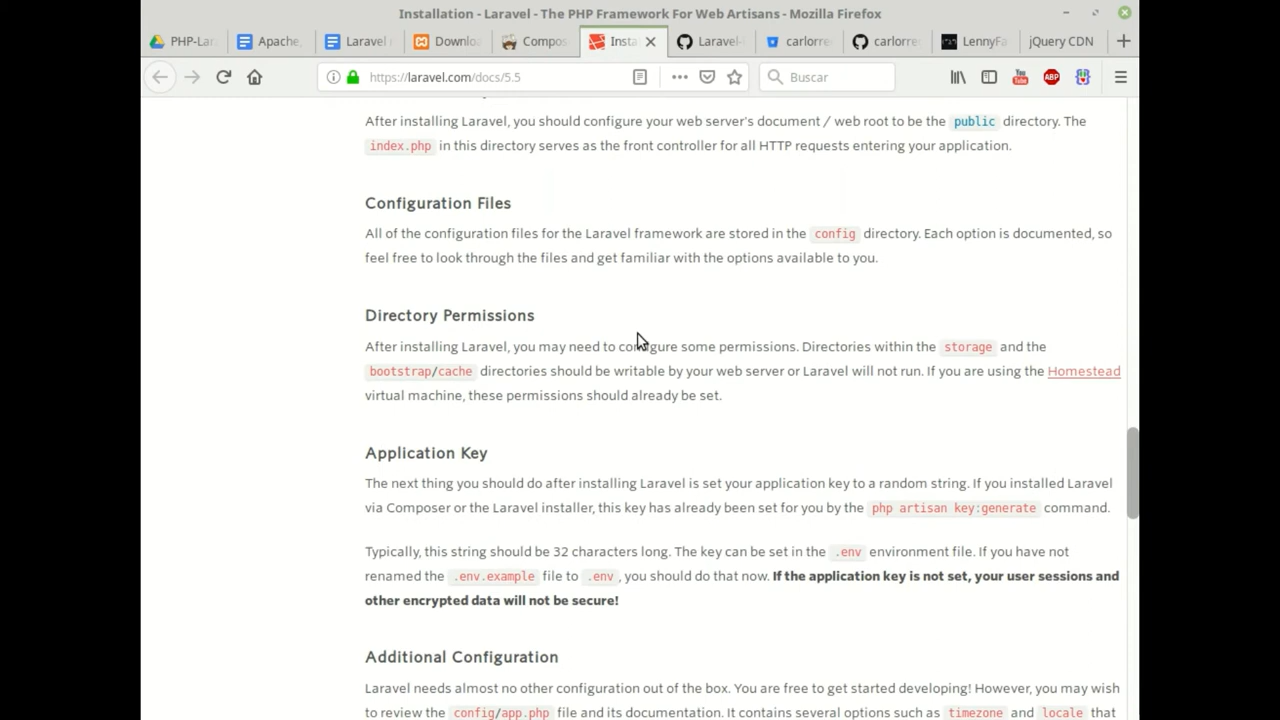 Installation - Laravel - The PHP Framework For Web Artisans - Mozilla Firefox
PHP-Lar Apache Laravel Downlo Compos Insta Laravel- carlorre carlorre LennyFa jQuery CDN
https://laravel.com/docs/5.5 Buscar
After installing Laravel, you should configure your web server's document / web root to be the public directory. The
index.php in this directory serves as the front controller for all HTTP requests entering your application.
Configuration Files
All of the configuration files for the Laravel framework are stored in the config directory. Each option is documented, so
feel free to look through the files and get familiar with the options available to you.
Directory Permissions
After installing Laravel, you may need to configure some permissions. Directories within the storage and the
bootstrap/cache directories should be writable by your web server or Laravel will not run. If you are using the Homestead
virtual machine, these permissions should already be set.
Application Key
The next thing you should do after installing Laravel is set your application key to a random string. If you installed Laravel
via Composer or the Laravel installer, this key has already been set for you by the php artisan key:generate command.
Typically, this string should be 32 characters long. The key can be set in the .env environment file. If you have not
renamed the .env.example file to .env, you should do that now. If the application key is not set, your user sessions and
other encrypted data will not be secure!
Additional Configuration
Laravel needs almost no other configuration out of the box. You are free to get started developing! However, you may wish
to review the config/app.php file and its documentation. It contains several options such as timezone and locale that